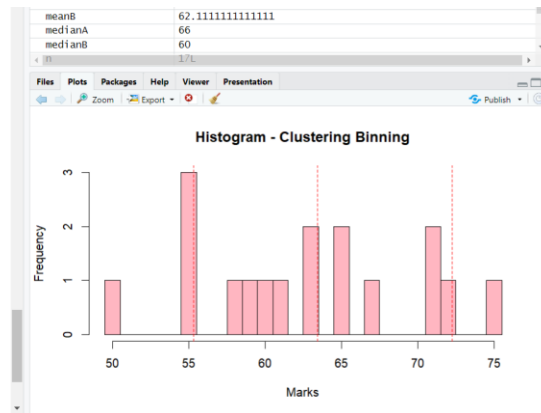 meanB 62.1111111111111
medianA 66
medianB 60
n 17L
Files Plots Packages Help Viewer Presentation
Zoom Export Publish
Histogram - Clustering Binning
3
2
1
0
Frequency
50 55 60 65 70 75
Marks